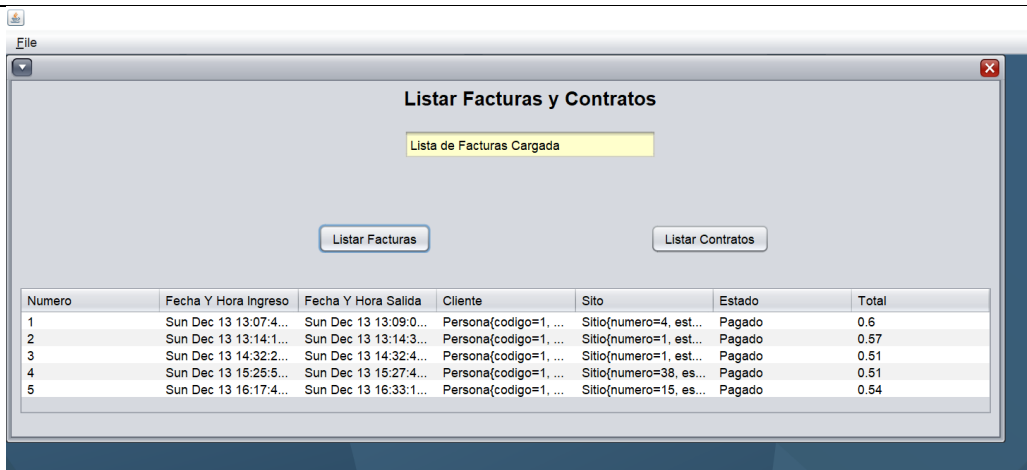 File
Listar Facturas y Contratos
Lista de Facturas Cargada
Listar Facturas Listar Contratos
Numero Fecha Y Hora Ingreso Fecha Y Hora Salida Cliente Sito Estado Total
1 Sun Dec 13 13:07:4... Sun Dec 13 13:09:0... Persona{codigo=1, ... Sitio{numero=4, est... Pagado 0.6
2 Sun Dec 13 13:14:1... Sun Dec 13 13:14:3... Persona{codigo=1, ... Sitio{numero=1, est... Pagado 0.57
3 Sun Dec 13 14:32:2... Sun Dec 13 14:32:4... Persona{codigo=1, ... Sitio{numero=1, est... Pagado 0.51
4 Sun Dec 13 15:25:5... Sun Dec 13 15:27:4... Persona{codigo=1, ... Sitio{numero=38, es... Pagado 0.51
5 Sun Dec 13 16:17:4... Sun Dec 13 16:33:1... Persona{codigo=1, ... Sitio{numero=15, es... Pagado 0.54